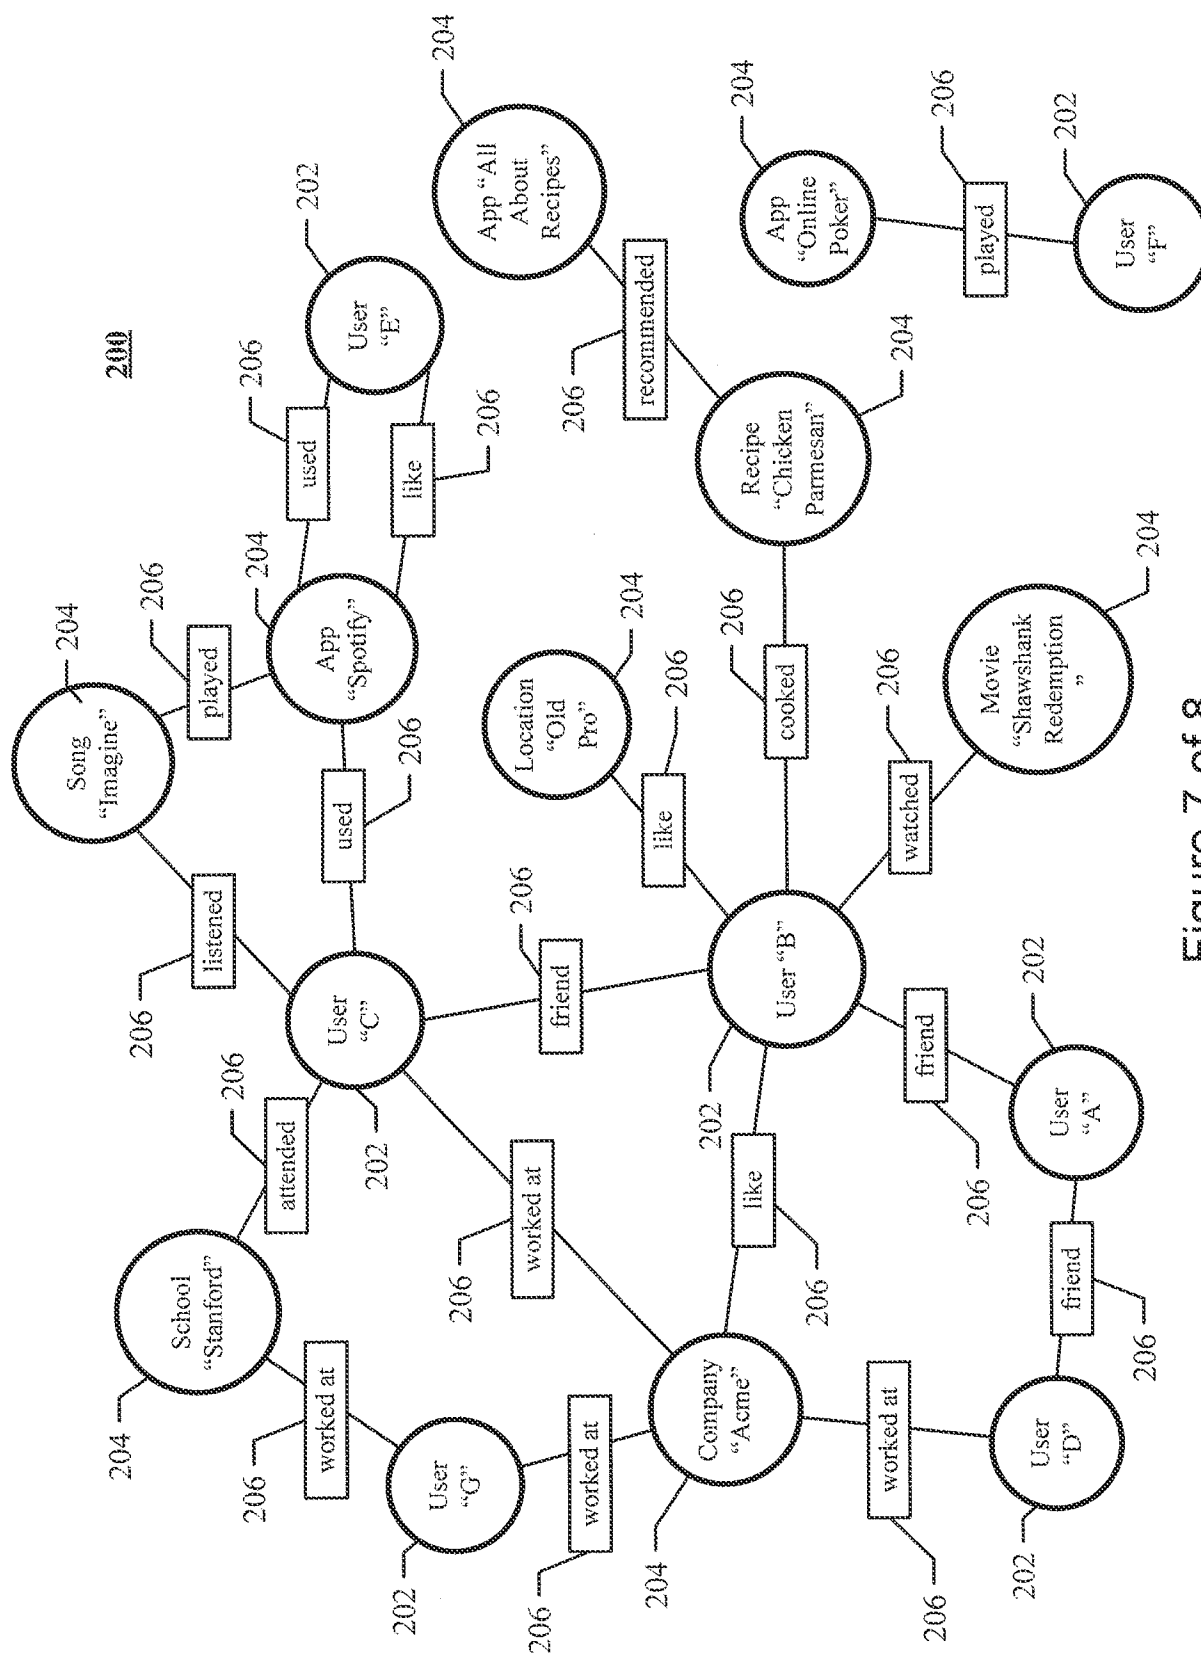 200
204
Song
“Imagine”
206
played
206
listened
204
School
“Stanford”
206
attended
206
worked at
202
User
“G”
202
User
“C”
206
used
204
App
“Spotify”
206
used
206
like
202
User
“E”
206
worked at
206
worked at
206
friend
204
Location
“Old
Pro”
206
like
204
App “All
About
Recipes”
206
recommended
204
Company
“Acme”
206
like
202
User “B”
206
cooked
204
Recipe
“Chicken
Parmesan”
204
App
“Online
Poker”
206
worked at
206
friend
206
watched
206
played
202
User
“D”
206
friend
202
User
“A”
204
Movie
“Shawshank
Redemption
”
202
User
“F”
Figure 7 of 8